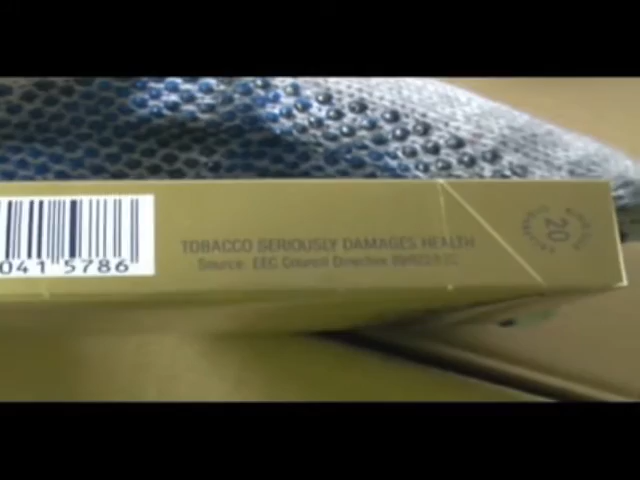 TOBACCO SERIOUSLY DAMAGES HEALTH
Source: EEC Council Directive
041 5786
20